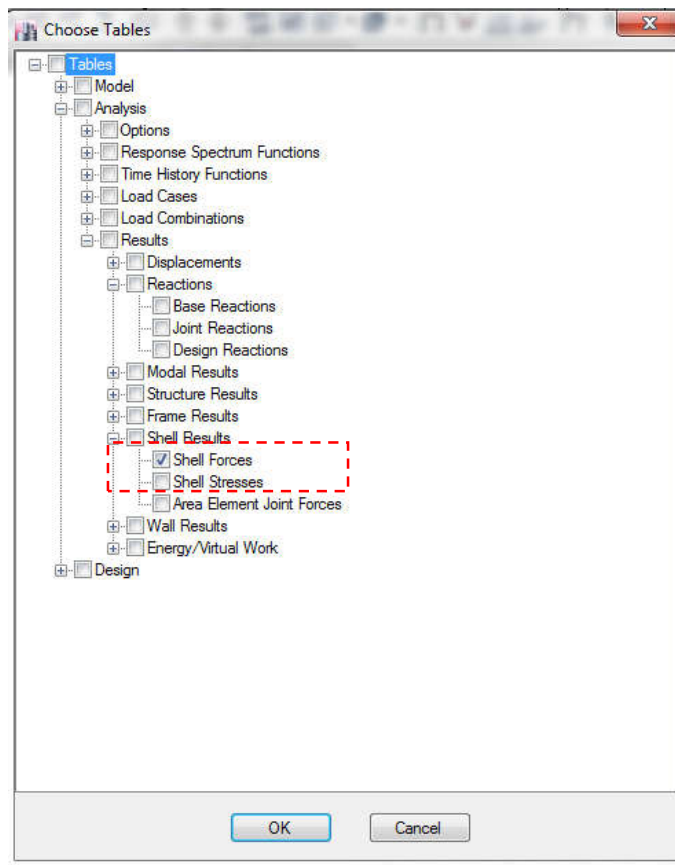 Choose Tables
Tables
Model
Analysis
Options
Response Spectrum Functions
Time History Functions
Load Cases
Load Combinations
Results
Displacements
Reactions
Base Reactions
Joint Reactions
Design Reactions
Modal Results
Structure Results
Frame Results
Shell Results
Shell Forces
Shell Stresses
Area Element Joint Forces
Wall Results
Energy/Virtual Work
Design
OK Cancel